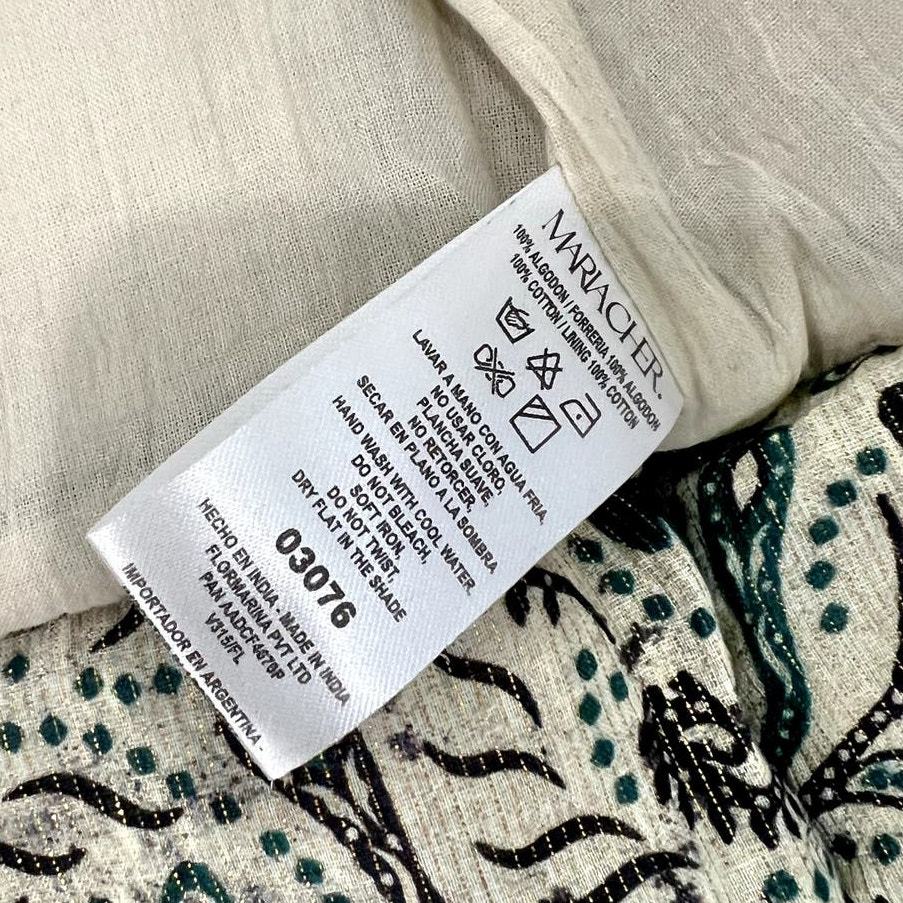 MARIACHER.
100% ALGODON / FORRERIA 100% ALGODOM
100% COTTON / LINING 100% COTTON
LAVAR A MANO CON AGUA FRIA,
NO USAR CLORO,
PLANCHA SUAVE,
NO RETORCER,
SECAR EN PLANO A LA SOMBRA
HAND WASH WITH COOL WATER,
DO NOT BLEACH,
SOFT IRON,
DO NOT TWIST,
DRY FLAT IN THE SHADE
03076
HECHO EN INDIA - MADE IN INDIA
FLORMARINA PVT LTD
PAN AADCF4670P
V315/FL
IMPORTADOR EN ARGENTINA -